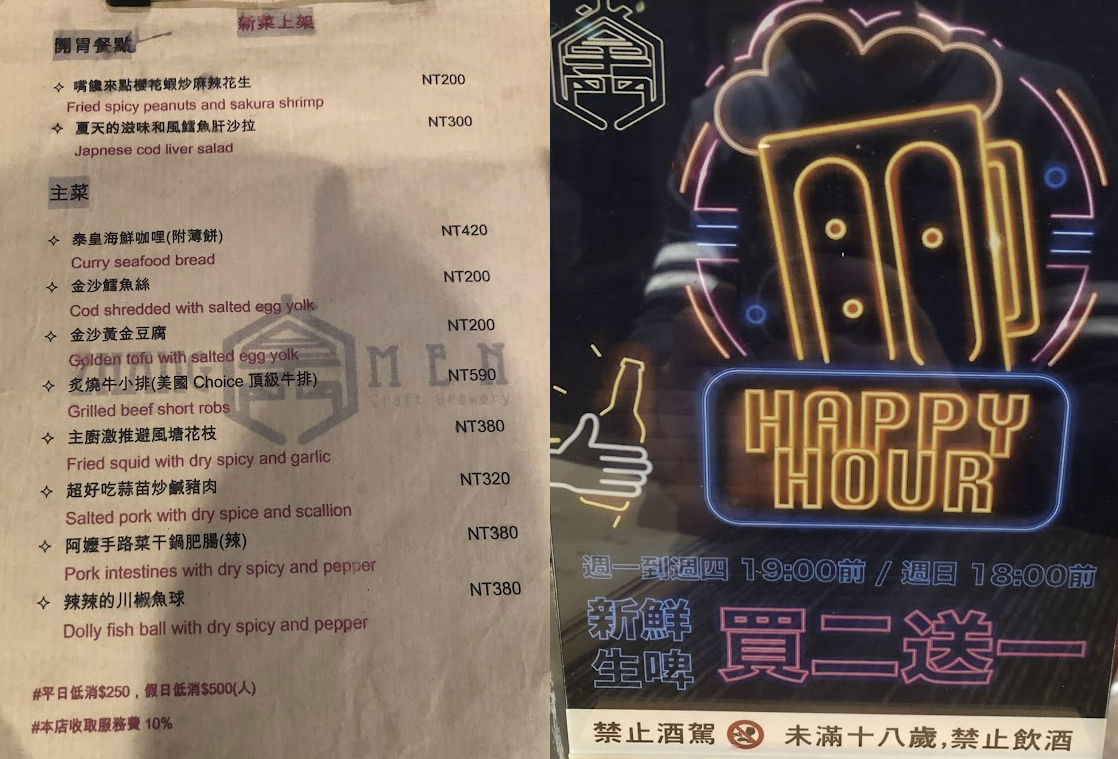 新菜上架
開胃餐點
✧ 嘴饞來點櫻花蝦炒麻辣花生 NT200
Fried spicy peanuts and sakura shrimp
✧ 夏天的滋味和風鱈魚肝沙拉 NT300
Japnese cod liver salad
主菜
✧ 泰皇海鮮咖哩(附薄餅) NT420
Curry seafood bread
✧ 金沙鱈魚絲 NT200
Cod shredded with salted egg yolk
✧ 金沙黃金豆腐 NT200
Golden tofu with salted egg yolk
✧ 炙燒牛小排(美國 Choice 頂級牛排) NT590
Grilled beef short robs
✧ 主廚激推避風塘花枝 NT380
Fried squid with dry spicy and garlic
✧ 超好吃蒜苗炒鹹豬肉 NT320
Salted pork with dry spice and scallion
✧ 阿嬤手路菜干鍋肥腸(辣) NT380
Pork intestines with dry spicy and pepper
✧ 辣辣的川椒魚球 NT380
Dolly fish ball with dry spicy and pepper
MEN
Craft Brewery
#平日低消$250，假日低消$500(人)
#本店收取服務費 10%
HAPPY
HOUR
週一到週四 19:00前 / 週日 18:00前
新鮮
生啤
買二送一
禁止酒駕 未滿十八歲,禁止飲酒